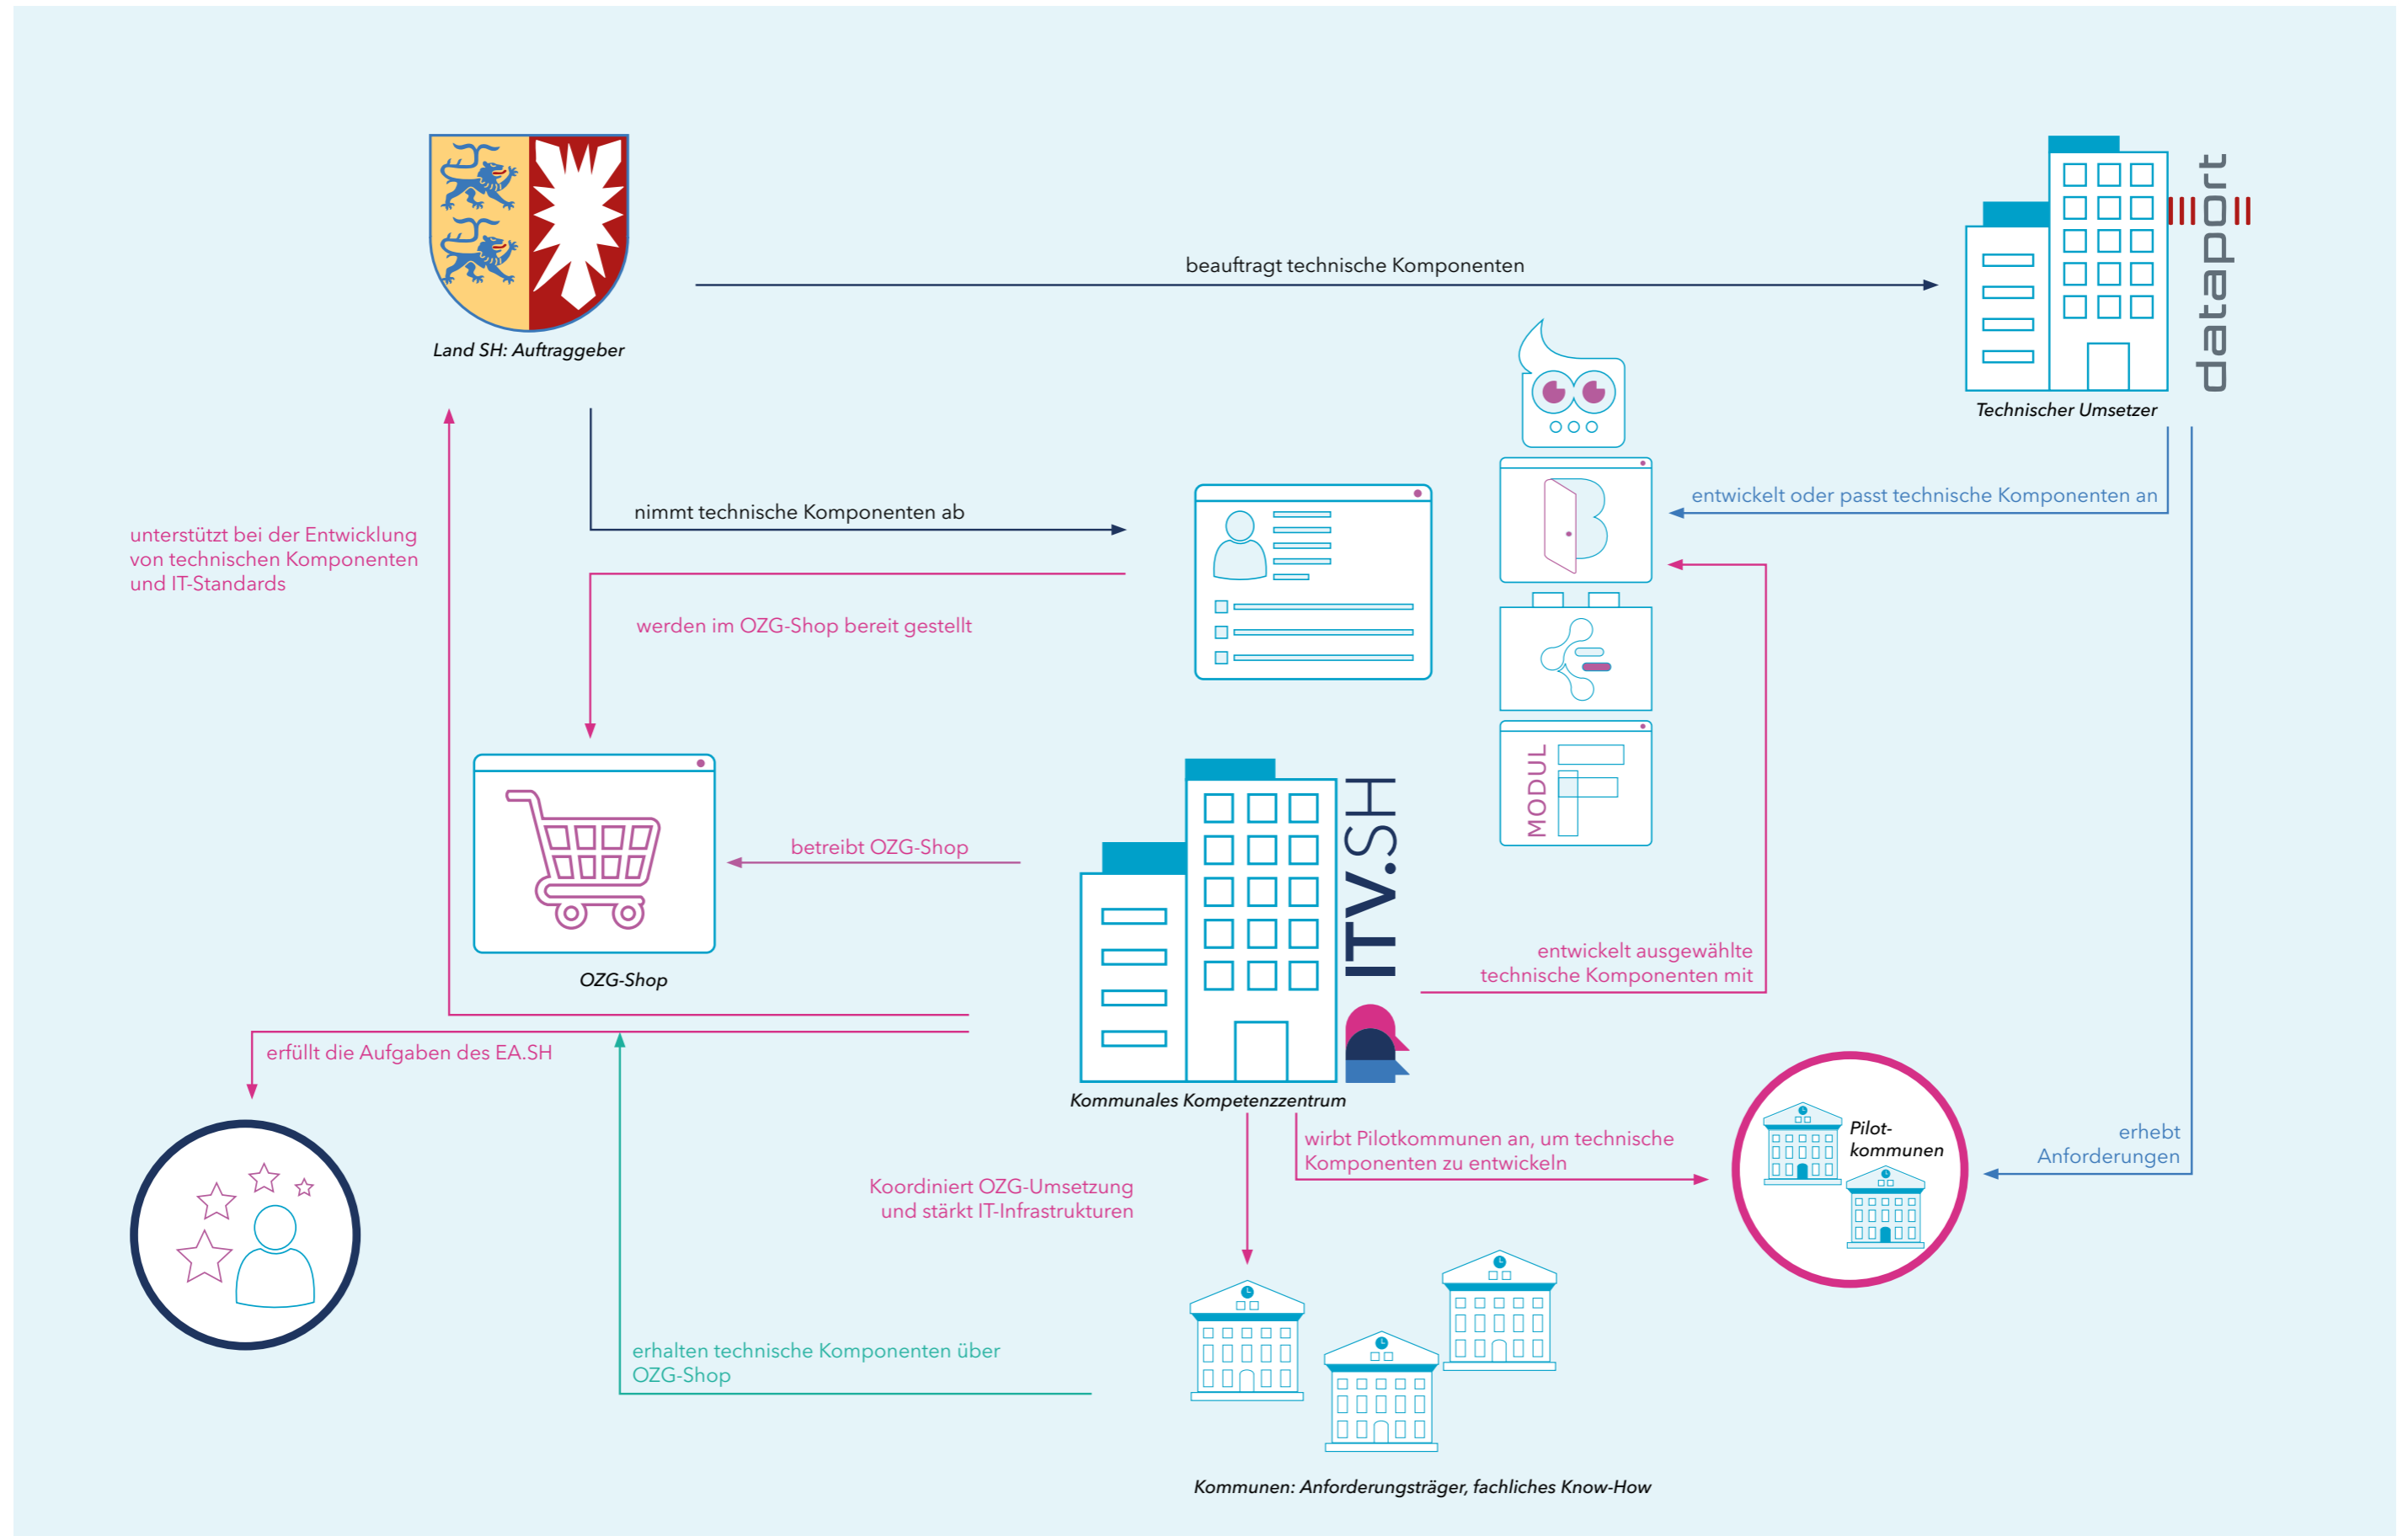 beauftragt technische Komponenten
dataport
Land SH: Auftraggeber
Technischer Umsetzer
nimmt technische Komponenten ab
entwickelt oder passt technische Komponenten an
unterstützt bei der Entwicklung
von technischen Komponenten
und IT-Standards
werden im OZG-Shop bereit gestellt
MODUL
betreibt OZG-Shop
ITV.SH
OZG-Shop
entwickelt ausgewählte
technische Komponenten mit
erfüllt die Aufgaben des EA.SH
Kommunales Kompetenzzentrum
wirbt Pilotkommunen an, um technische
Komponenten zu entwickeln
Pilot-
kommunen
erhebt
Anforderungen
Koordiniert OZG-Umsetzung
und stärkt IT-Infrastrukturen
erhalten technische Komponenten über
OZG-Shop
Kommunen: Anforderungsträger, fachliches Know-How